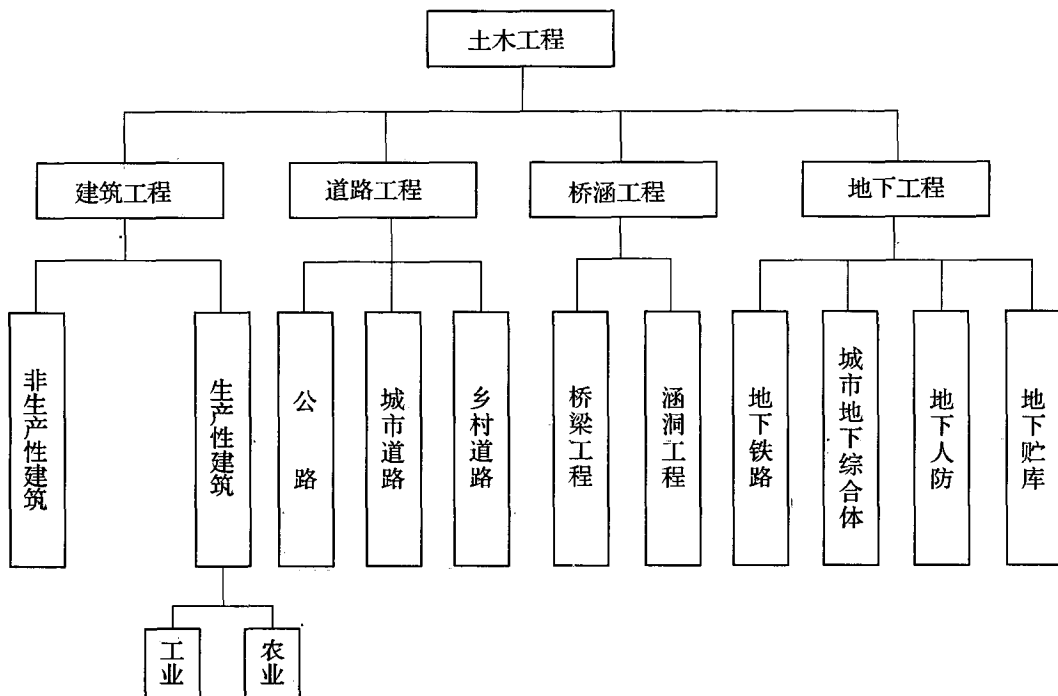 土木工程
建筑工程
道路工程
桥涵工程
地下工程
非生产性建筑
生产性建筑
公路
城市道路
乡村道路
桥梁工程
涵洞工程
地下铁路
城市地下综合体
地下人防
地下贮库
工业
农业